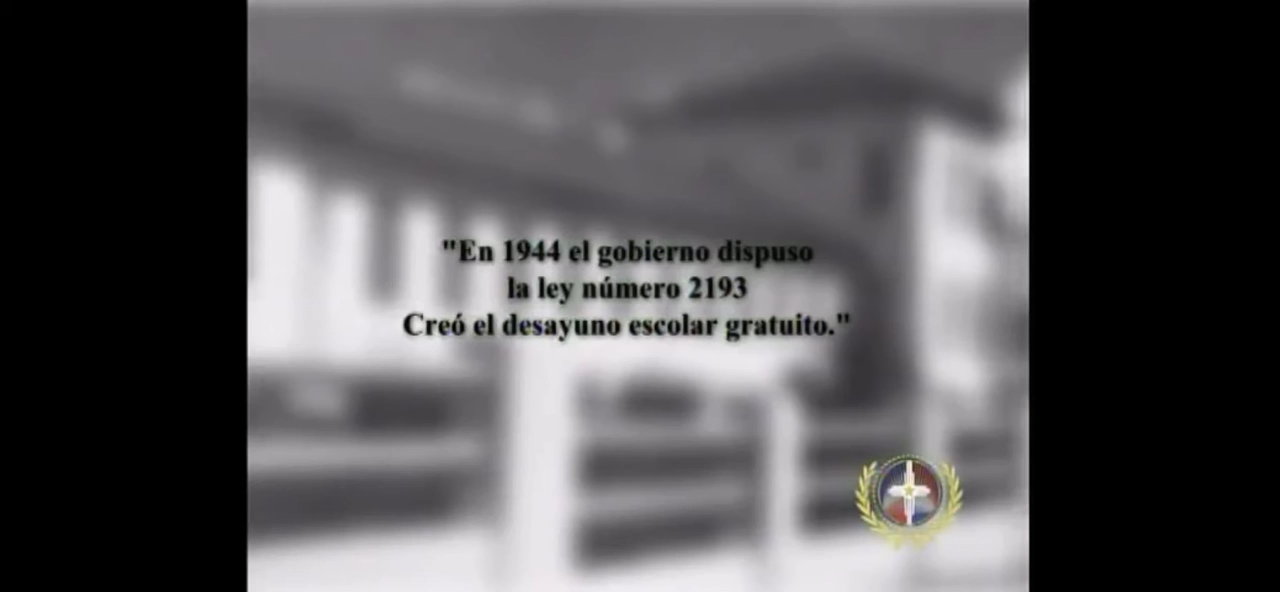 "En 1944 el gobierno dispuso
la ley número 2193
Creó el desayuno escolar gratuito."